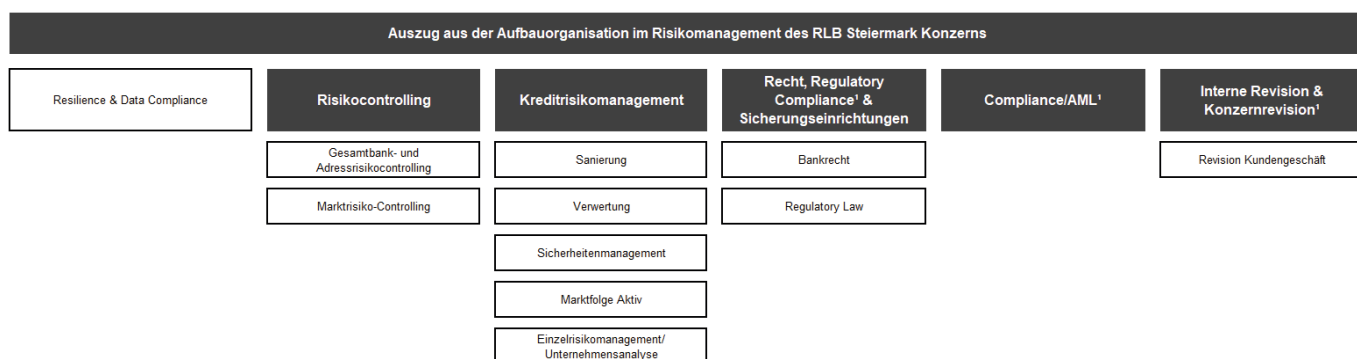 Auszug aus der Aufbauorganisation im Risikomanagement des RLB Steiermark Konzerns
Resilience & Data Compliance
Risikocontrolling
Gesamtbank- und
Adressrisikocontrolling
Marktrisiko-Controlling
Kreditrisikomanagement
Sanierung
Verwertung
Sicherheitenmanagement
Marktfolge Aktiv
Einzelrisikomanagement/
Unternehmensanalyse
Recht, Regulatory
Compliance¹ &
Sicherungseinrichtungen
Bankrecht
Regulatory Law
Compliance/AML¹
Interne Revision &
Konzernrevision¹
Revision Kundengeschäft